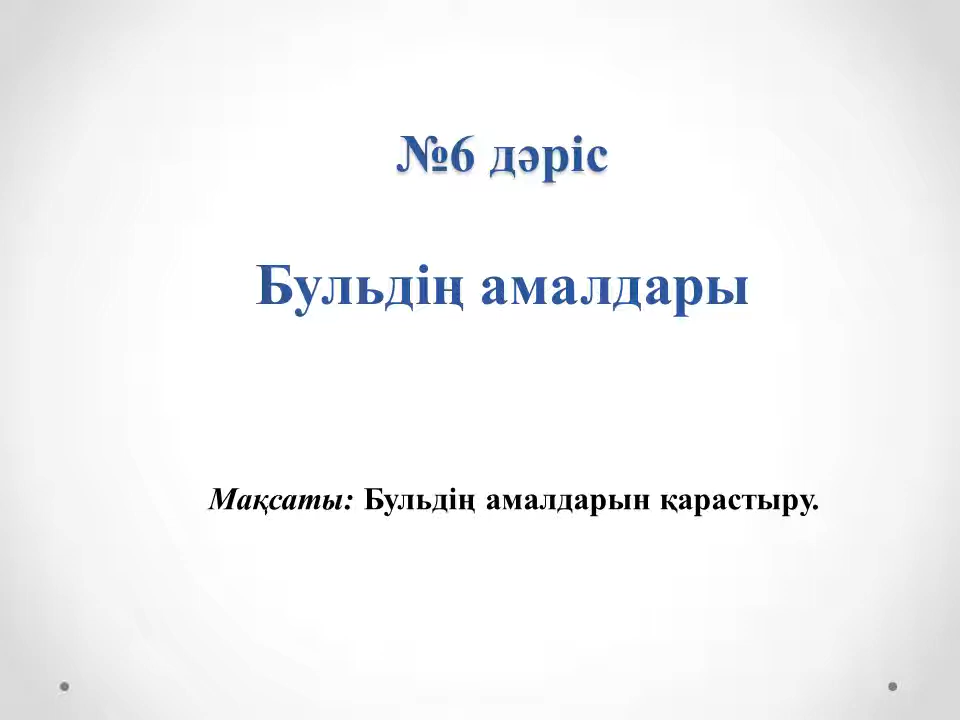 №6 дәріс
Бульдің амалдары
Мақсаты: Бульдің амалдарын қарастыру.